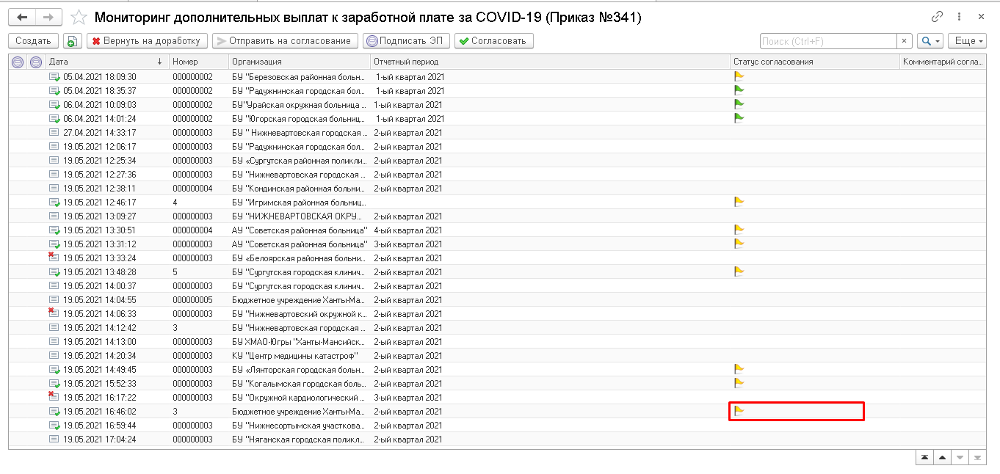 Мониторинг дополнительных выплат к заработной плате за COVID-19 (Приказ №341)
Создать Вернуть на доработку Отправить на согласование Подписать ЭП Согласовать Поиск (Ctrl+F) × Еще
Дата ↓ Номер Организация Отчетный период Статус согласования Комментарий согла...
05.04.2021 18:09:30 000000002 БУ "Березовская районная больн... 1-ый квартал 2021
05.04.2021 18:35:37 000000002 БУ "Радужнинская городская бол... 1-ый квартал 2021
06.04.2021 10:09:03 000000002 БУ"Урайская окружная больница ... 1-ый квартал 2021
06.04.2021 14:01:24 000000002 БУ "Югорская городская больниц... 1-ый квартал 2021
27.04.2021 14:33:17 000000003 БУ " Нижневартовская городская ... 2-ый квартал 2021
19.05.2021 12:06:17 000000003 БУ "Радужнинская городская бол... 2-ый квартал 2021
19.05.2021 12:25:34 000000003 БУ «Сургутская районная поликли... 2-ый квартал 2021
19.05.2021 12:27:36 000000003 БУ "Нижневартовская городская ... 2-ый квартал 2021
19.05.2021 12:38:11 000000004 БУ "Кондинская районная больни... 2-ый квартал 2021
19.05.2021 12:46:17 4 БУ "Игримская районная больниц...
19.05.2021 13:09:27 000000003 БУ "НИЖНЕВАРТОВСКАЯ ОКРУ... 2-ый квартал 2021
19.05.2021 13:30:51 000000004 АУ "Советская районная больница" 4-ый квартал 2021
19.05.2021 13:31:12 000000003 АУ "Советская районная больница" 3-ый квартал 2021
19.05.2021 13:33:24 000000003 БУ «Белоярская районная больни... 2-ый квартал 2021
19.05.2021 13:48:28 5 БУ "Сургутская городская клинич... 2-ый квартал 2021
19.05.2021 14:00:37 000000003 БУ "Сургутская городская клинич... 2-ый квартал 2021
19.05.2021 14:04:55 000000005 Бюджетное учреждение Ханты-Ма... 2-ый квартал 2021
19.05.2021 14:06:33 000000003 БУ "Нижневартовский окружной к... 2-ый квартал 2021
19.05.2021 14:12:42 3 БУ "Нижневартовская городская ... 2-ый квартал 2021
19.05.2021 14:13:00 000000003 БУ ХМАО-Югры "Ханты-Мансийск... 2-ый квартал 2021
19.05.2021 14:20:34 000000003 КУ "Центр медицины катастроф" 2-ый квартал 2021
19.05.2021 14:49:45 000000003 БУ «Лянторская городская больн... 2-ый квартал 2021
19.05.2021 15:52:33 000000003 БУ "Когалымская городская боль... 2-ый квартал 2021
19.05.2021 16:17:22 000000003 БУ "Окружной кардиологический ... 3-ый квартал 2021
19.05.2021 16:46:02 3 Бюджетное учреждение Ханты-Ма... 2-ый квартал 2021
19.05.2021 16:59:44 000000003 БУ "Нижнесортымская участкова... 2-ый квартал 2021
19.05.2021 17:04:24 000000003 БУ "Няганская городская поликл... 2-ый квартал 2021